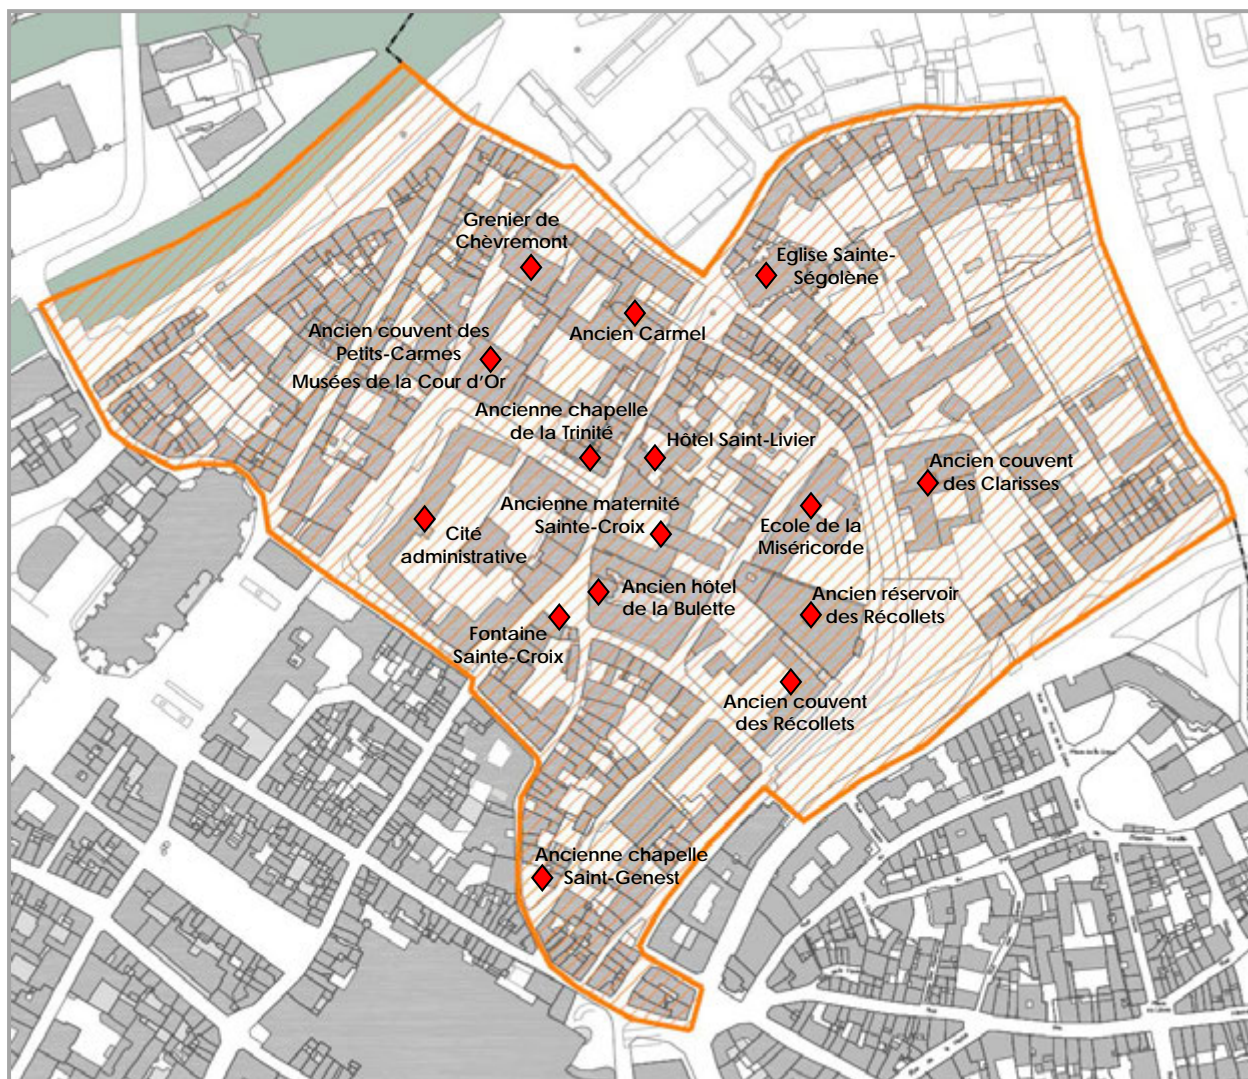 Grenier de
Chèvremont
Eglise Sainte-
Ségolène
Ancien Carmel
Ancien couvent des
Petits-Carmes
Musées de la Cour d'Or
Ancienne chapelle
de la Trinité
Hôtel Saint-Livier
Ancien couvent
des Clarisses
Ancienne maternité
Sainte-Croix
Ecole de la
Miséricorde
Cité
administrative
Ancien hôtel
de la Bulette
Ancien réservoir
des Récollets
Fontaine
Sainte-Croix
Ancien couvent
des Récollets
Ancienne chapelle
Saint-Genest